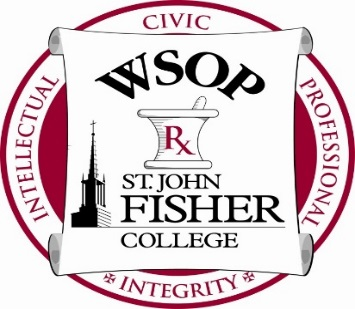 CIVIC
INTELLECTUAL
PROFESSIONAL
WSOP
Rx
ST. JOHN
FISHER
COLLEGE
INTEGRITY